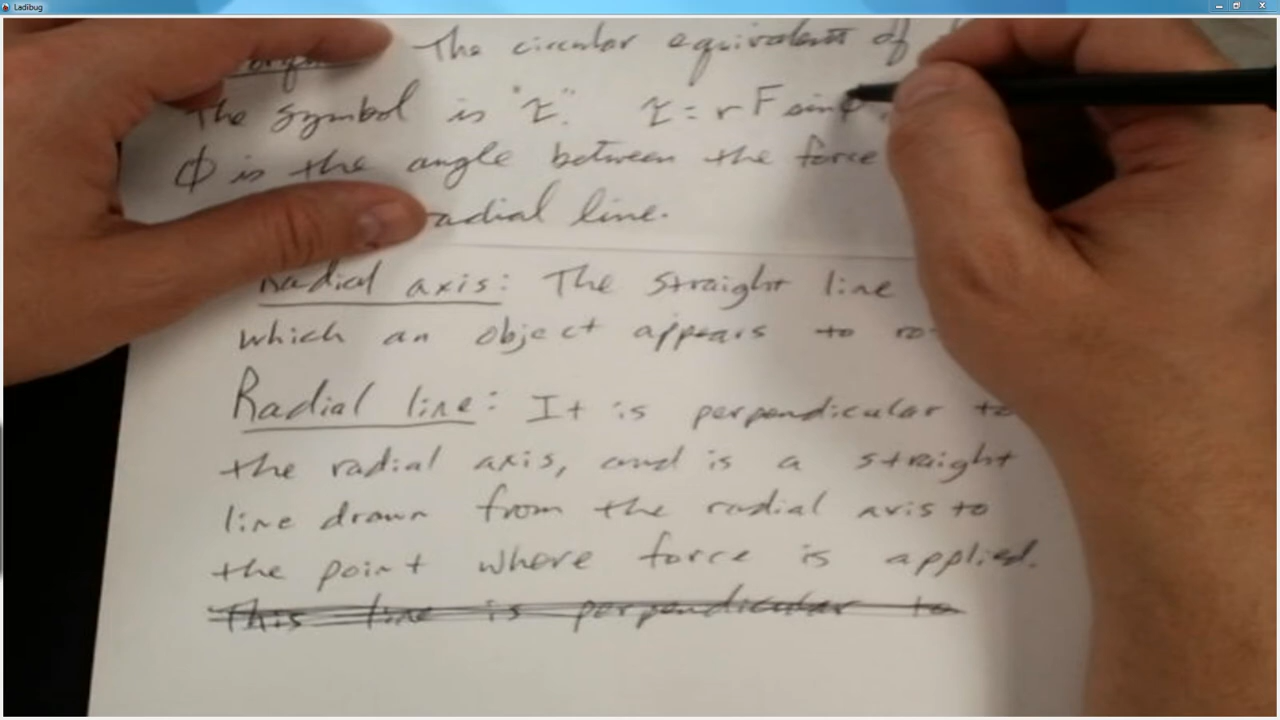 Ladibug
The circular equivalent of
The symbol is "τ". τ = r F sinφ
φ is the angle between the force
radial line.
Radial axis: The straight line
which an object appears to
Radial line: It is perpendicular to
the radial axis, and is a straight
line drawn from the radial axis to
the point where force is applied.
This line is perpendicular to